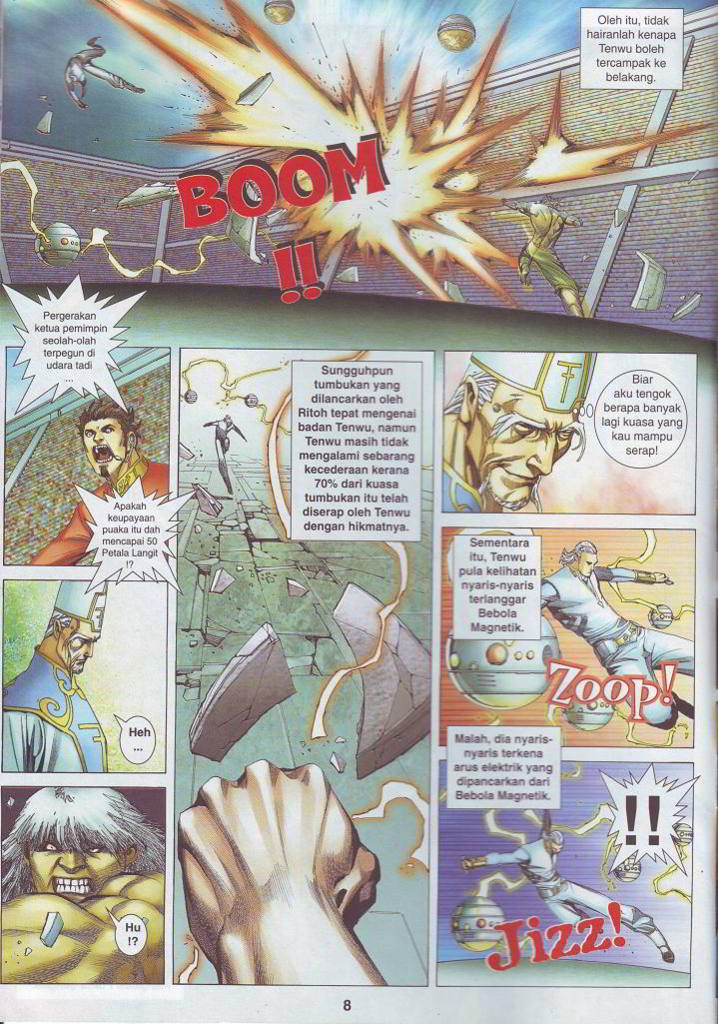 Oleh itu, tidak
hairanlah kenapa
Tenwu boleh
tercampak ke
belakang.
BOOM
!!
Pergerakan
ketua pemimpin
seolah-olah
terpegun di
udara tadi
...
Apakah
keupayaan
puaka itu dah
mencapai 50
Petala Langit
!?
Heh
...
Hu
!?
Sungguhpun
tumbukan yang
dilancarkan oleh
Ritoh tepat mengenai
badan Tenwu, namun
Tenwu masih tidak
mengalami sebarang
kecederaan kerana
70% dari kuasa
tumbukan itu telah
diserap oleh Tenwu
dengan hikmatnya.
Biar
aku tengok
berapa banyak
lagi kuasa yang
kau mampu
serap!
Sementara
itu, Tenwu
pula kelihatan
nyaris-nyaris
terlanggar
Bebola
Magnetik.
Zoop!
Malah, dia nyaris-
nyaris terkena
arus elektrik yang
dipancarkan dari
Bebola Magnetik.
!!
Jizz!
8